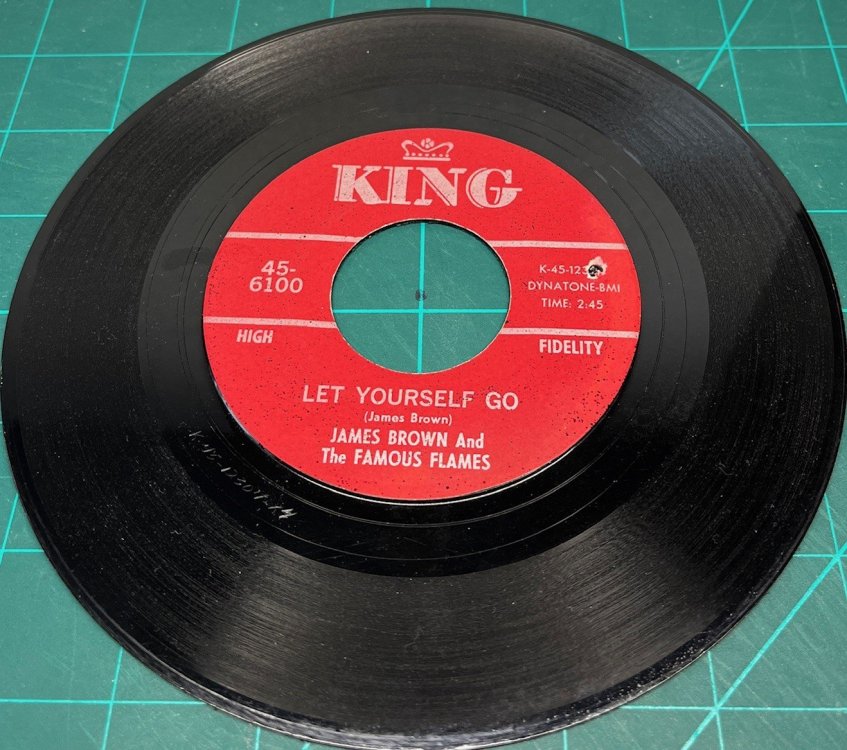 KING
45-
6100
K-45-123
DYNATONE-BMI
TIME: 2:45
HIGH
FIDELITY
LET YOURSELF GO
(James Brown)
JAMES BROWN And
The FAMOUS FLAMES